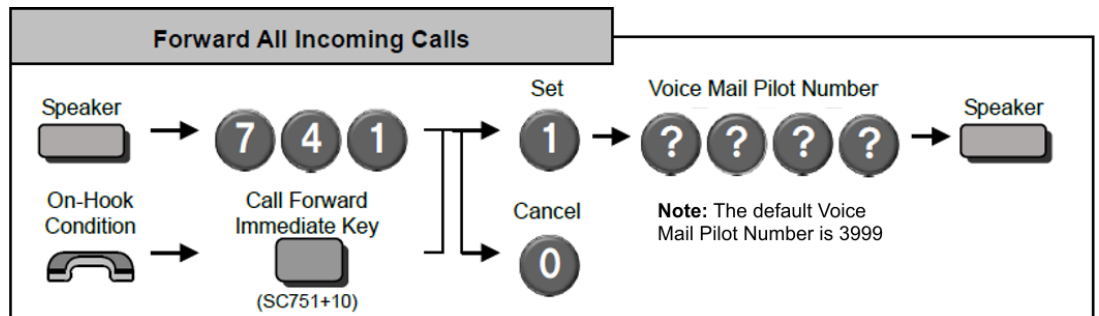 Forward All Incoming Calls
Speaker
7 4 1
Set
1
Voice Mail Pilot Number
? ? ? ?
Speaker
On-Hook
Condition
Call Forward
Immediate Key
(SC751+10)
Cancel
0
Note: The default Voice
Mail Pilot Number is 3999